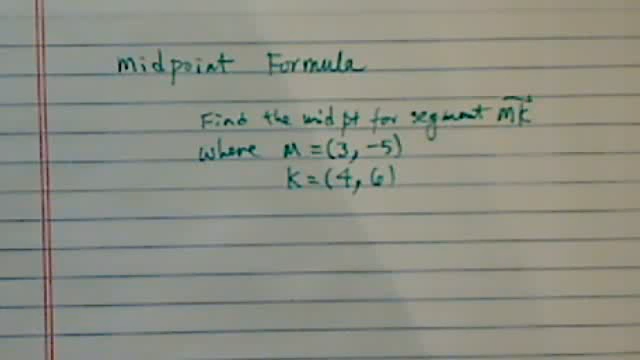 Midpoint Formula
Find the mid pt for segment MK
where M = (3, -5)
K = (4, 6)